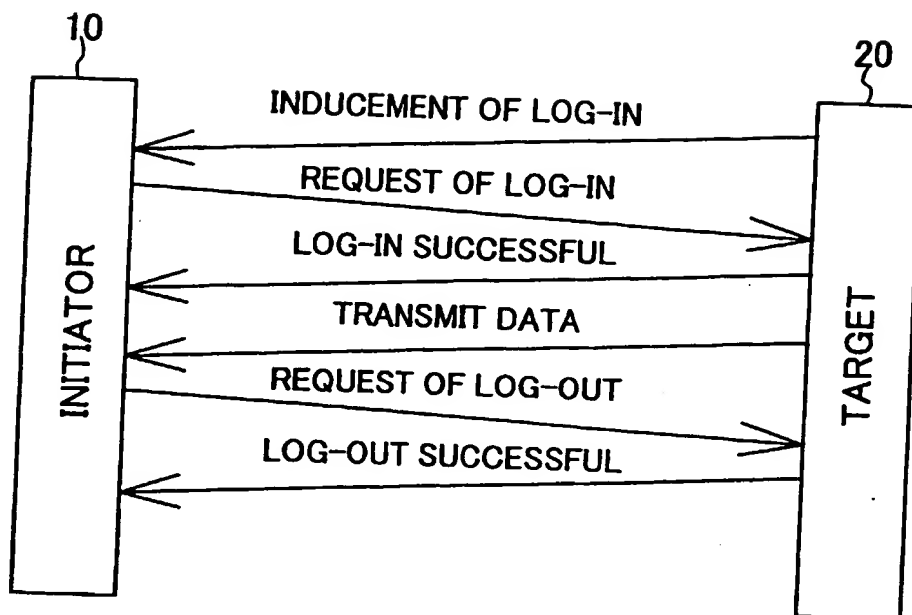 10
20
INDUCEMENT OF LOG-IN
REQUEST OF LOG-IN
LOG-IN SUCCESSFUL
TRANSMIT DATA
REQUEST OF LOG-OUT
LOG-OUT SUCCESSFUL
INITIATOR
TARGET